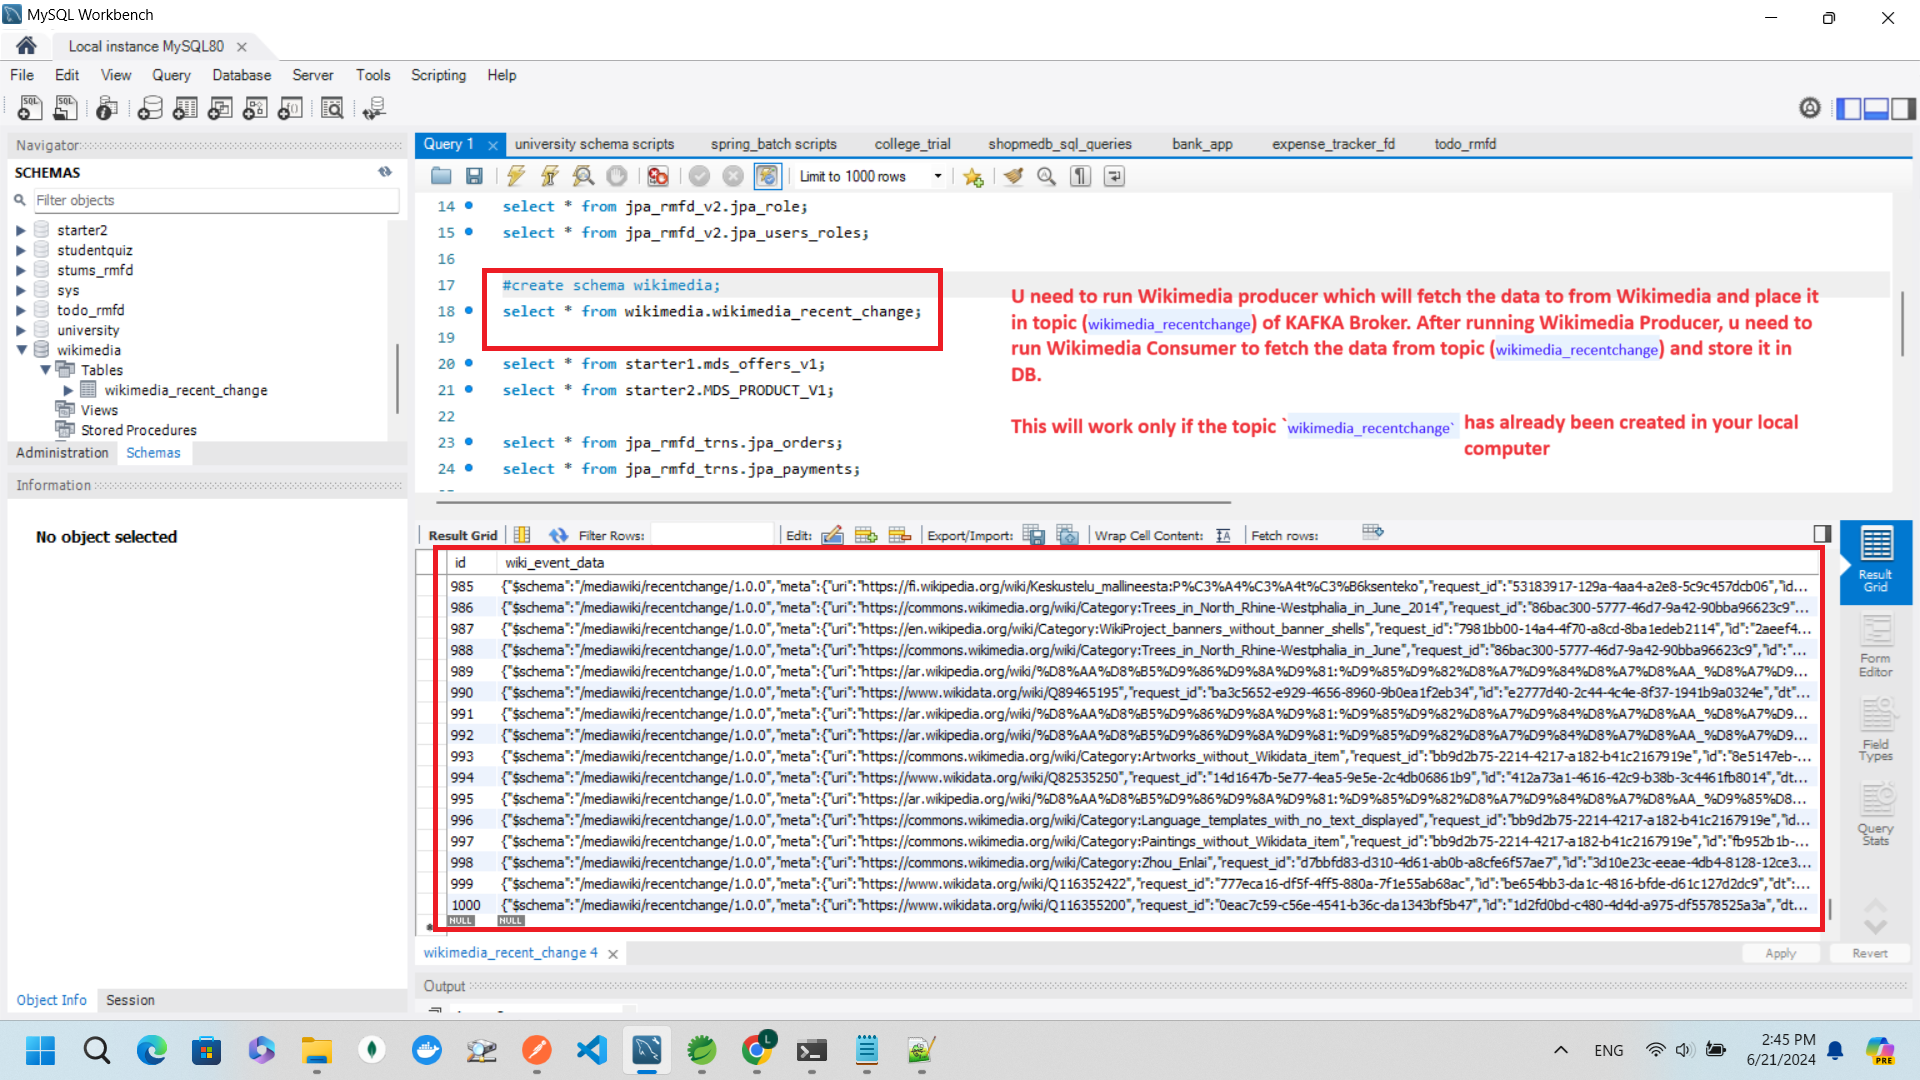 MySQL Workbench
Local instance MySQL80
File Edit View Query Database Server Tools Scripting Help
Navigator
SCHEMAS
Filter objects
starter2
studentquiz
stums_rmfd
sys
todo_rmfd
university
wikimedia
Tables
wikimedia_recent_change
Views
Stored Procedures
Administration Schemas
Information
No object selected
Object Info Session
Query 1 university schema scripts spring_batch scripts college_trial shopmedb_sql_queries bank_app expense_tracker_fd todo_rmfd
Limit to 1000 rows
14 select * from jpa_rmfd_v2.jpa_role;
15 select * from jpa_rmfd_v2.jpa_users_roles;
16
17 #create schema wikimedia;
18 select * from wikimedia.wikimedia_recent_change;
19
20 select * from starter1.mds_offers_v1;
21 select * from starter2.MDS_PRODUCT_V1;
22
23 select * from jpa_rmfd_trns.jpa_orders;
24 select * from jpa_rmfd_trns.jpa_payments;
U need to run Wikimedia producer which will fetch the data to from Wikimedia and place it
in topic (wikimedia_recentchange) of KAFKA Broker. After running Wikimedia Producer, u need to
run Wikimedia Consumer to fetch the data from topic (wikimedia_recentchange) and store it in
DB.
This will work only if the topic `wikimedia_recentchange` has already been created in your local
computer
Result Grid Filter Rows: Edit: Export/Import: Wrap Cell Content: Fetch rows:
id wiki_event_data
985 {"$schema":"/mediawiki/recentchange/1.0.0","meta":{"uri":"https://fi.wikipedia.org/wiki/Keskustelu_mallineesta:P%C3%A4%C3%A4t%C3%B6ksenteko","request_id":"53183917-129a-4aa4-a2e8-5c9c457dcb06","id...
986 {"$schema":"/mediawiki/recentchange/1.0.0","meta":{"uri":"https://commons.wikimedia.org/wiki/Category:Trees_in_North_Rhine-Westphalia_in_June_2014","request_id":"86bac300-5777-46d7-9a42-90bba96623c9"...
987 {"$schema":"/mediawiki/recentchange/1.0.0","meta":{"uri":"https://en.wikipedia.org/wiki/Category:WikiProject_banners_without_banner_shells","request_id":"7981bb00-14a4-4f70-a8cd-8ba1edeb2114","id":"2aeef4...
988 {"$schema":"/mediawiki/recentchange/1.0.0","meta":{"uri":"https://commons.wikimedia.org/wiki/Category:Trees_in_North_Rhine-Westphalia_in_June","request_id":"86bac300-5777-46d7-9a42-90bba96623c9","id":"...
989 {"$schema":"/mediawiki/recentchange/1.0.0","meta":{"uri":"https://ar.wikipedia.org/wiki/%D8%AA%D8%B5%D9%86%D9%8A%D9%81:%D9%85%D9%82%D8%A7%D9%84%D8%A7%D8%AA_%D8%A7%D9...
990 {"$schema":"/mediawiki/recentchange/1.0.0","meta":{"uri":"https://www.wikidata.org/wiki/Q89465195","request_id":"ba3c5652-e929-4656-8960-9b0ea1f2eb34","id":"e2777d40-2c44-4c4e-8f37-1941b9a0324e","dt"...
991 {"$schema":"/mediawiki/recentchange/1.0.0","meta":{"uri":"https://ar.wikipedia.org/wiki/%D8%AA%D8%B5%D9%86%D9%8A%D9%81:%D9%85%D9%82%D8%A7%D9%84%D8%A7%D8%AA_%D8%A7%D9...
992 {"$schema":"/mediawiki/recentchange/1.0.0","meta":{"uri":"https://ar.wikipedia.org/wiki/%D8%AA%D8%B5%D9%86%D9%8A%D9%81:%D9%85%D9%82%D8%A7%D9%84%D8%A7%D8%AA_%D8%A7%D9...
993 {"$schema":"/mediawiki/recentchange/1.0.0","meta":{"uri":"https://commons.wikimedia.org/wiki/Category:Artworks_without_Wikidata_item","request_id":"bb9d2b75-2214-4217-a182-b41c2167919e","id":"8e5147eb-...
994 {"$schema":"/mediawiki/recentchange/1.0.0","meta":{"uri":"https://www.wikidata.org/wiki/Q82535250","request_id":"14d1647b-5e77-4ea5-9e5e-2c4db06861b9","id":"412a73a1-4616-42c9-b38b-3c4461fb8014","dt...
995 {"$schema":"/mediawiki/recentchange/1.0.0","meta":{"uri":"https://ar.wikipedia.org/wiki/%D8%AA%D8%B5%D9%86%D9%8A%D9%81:%D9%85%D9%82%D8%A7%D9%84%D8%A7%D8%AA_%D9%85%D8...
996 {"$schema":"/mediawiki/recentchange/1.0.0","meta":{"uri":"https://commons.wikimedia.org/wiki/Category:Language_templates_with_no_text_displayed","request_id":"bb9d2b75-2214-4217-a182-b41c2167919e","id...
997 {"$schema":"/mediawiki/recentchange/1.0.0","meta":{"uri":"https://commons.wikimedia.org/wiki/Category:Paintings_without_Wikidata_item","request_id":"bb9d2b75-2214-4217-a182-b41c2167919e","id":"fb952b1b-...
998 {"$schema":"/mediawiki/recentchange/1.0.0","meta":{"uri":"https://commons.wikimedia.org/wiki/Category:Zhou_Enlai","request_id":"d7bbfd83-d310-4d61-ab0b-a8cfe6f57ae7","id":"3d10e23c-eeae-4db4-8128-12ce3...
999 {"$schema":"/mediawiki/recentchange/1.0.0","meta":{"uri":"https://www.wikidata.org/wiki/Q116352422","request_id":"777eca16-df5f-4ff5-880a-7f1e55ab68ac","id":"be654bb3-da1c-4816-bfde-d61c127d2dc9","dt":...
1000 {"$schema":"/mediawiki/recentchange/1.0.0","meta":{"uri":"https://www.wikidata.org/wiki/Q116355200","request_id":"0eac7c59-c56e-4541-b36c-da1343bf5b47","id":"1d2fd0bd-c480-4d4d-a975-df5578525a3a","dt...
NULL NULL
Result
Grid
Form
Editor
Field
Types
Query
Stats
wikimedia_recent_change 4
Apply Revert
Output
L
ENG
2:45 PM
6/21/2024
PRE